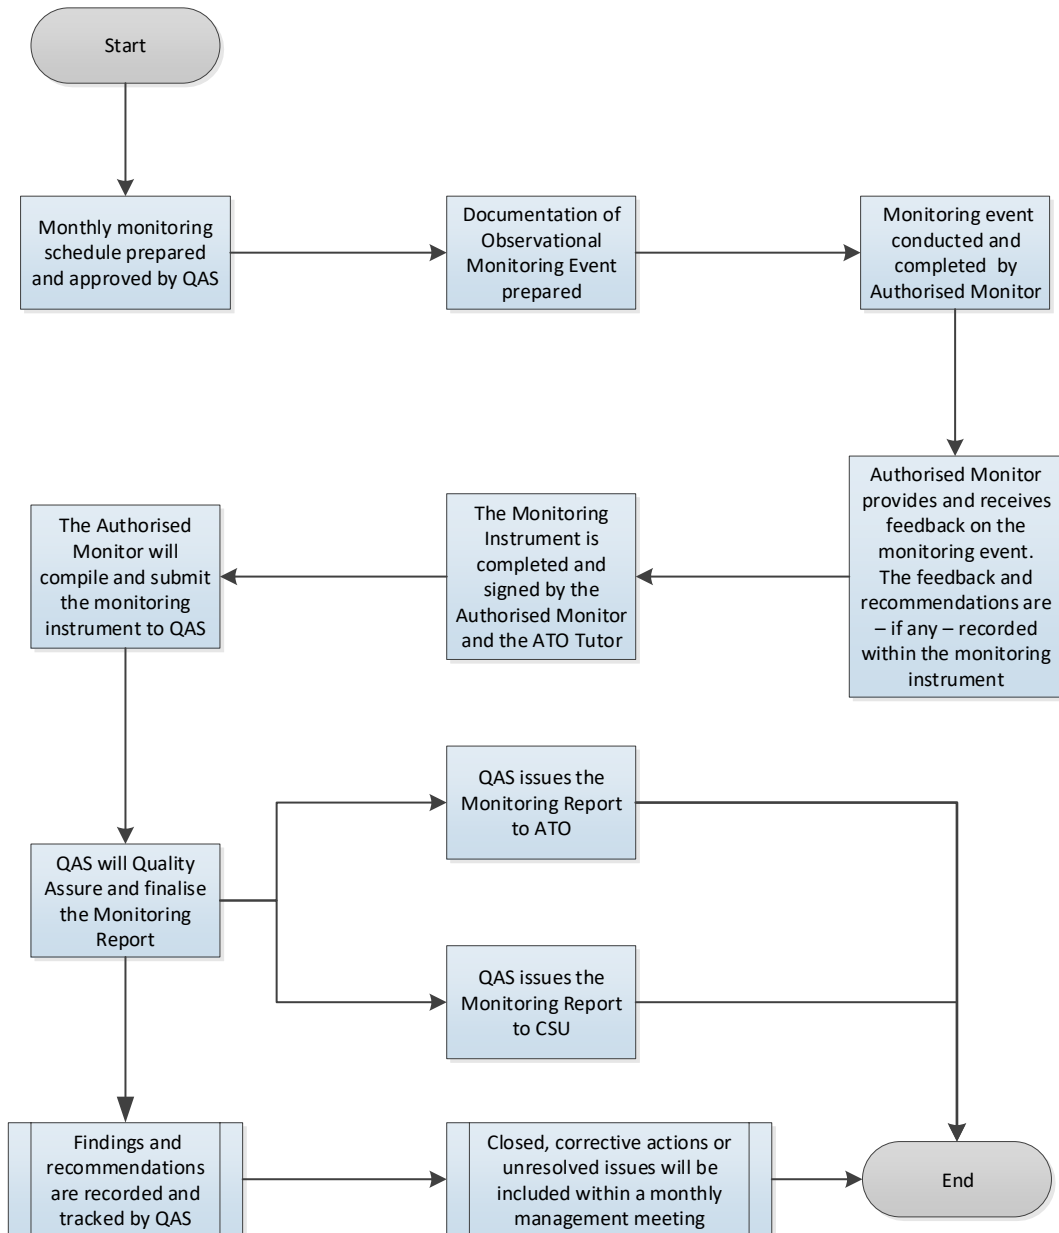 Start
Monthly monitoring
schedule prepared
and approved by QAS
Documentation of
Observational
Monitoring Event
prepared
Monitoring event
conducted and
completed by
Authorised Monitor
Authorised Monitor
provides and receives
feedback on the
monitoring event.
The feedback and
recommendations are
– if any – recorded
within the monitoring
instrument
The Monitoring
Instrument is
completed and
signed by the
Authorised Monitor
and the ATO Tutor
The Authorised
Monitor will
compile and submit
the monitoring
instrument to QAS
QAS will Quality
Assure and finalise
the Monitoring
Report
QAS issues the
Monitoring Report
to ATO
QAS issues the
Monitoring Report
to CSU
Findings and
recommendations
are recorded and
tracked by QAS
Closed, corrective actions or
unresolved issues will be
included within a monthly
management meeting
End